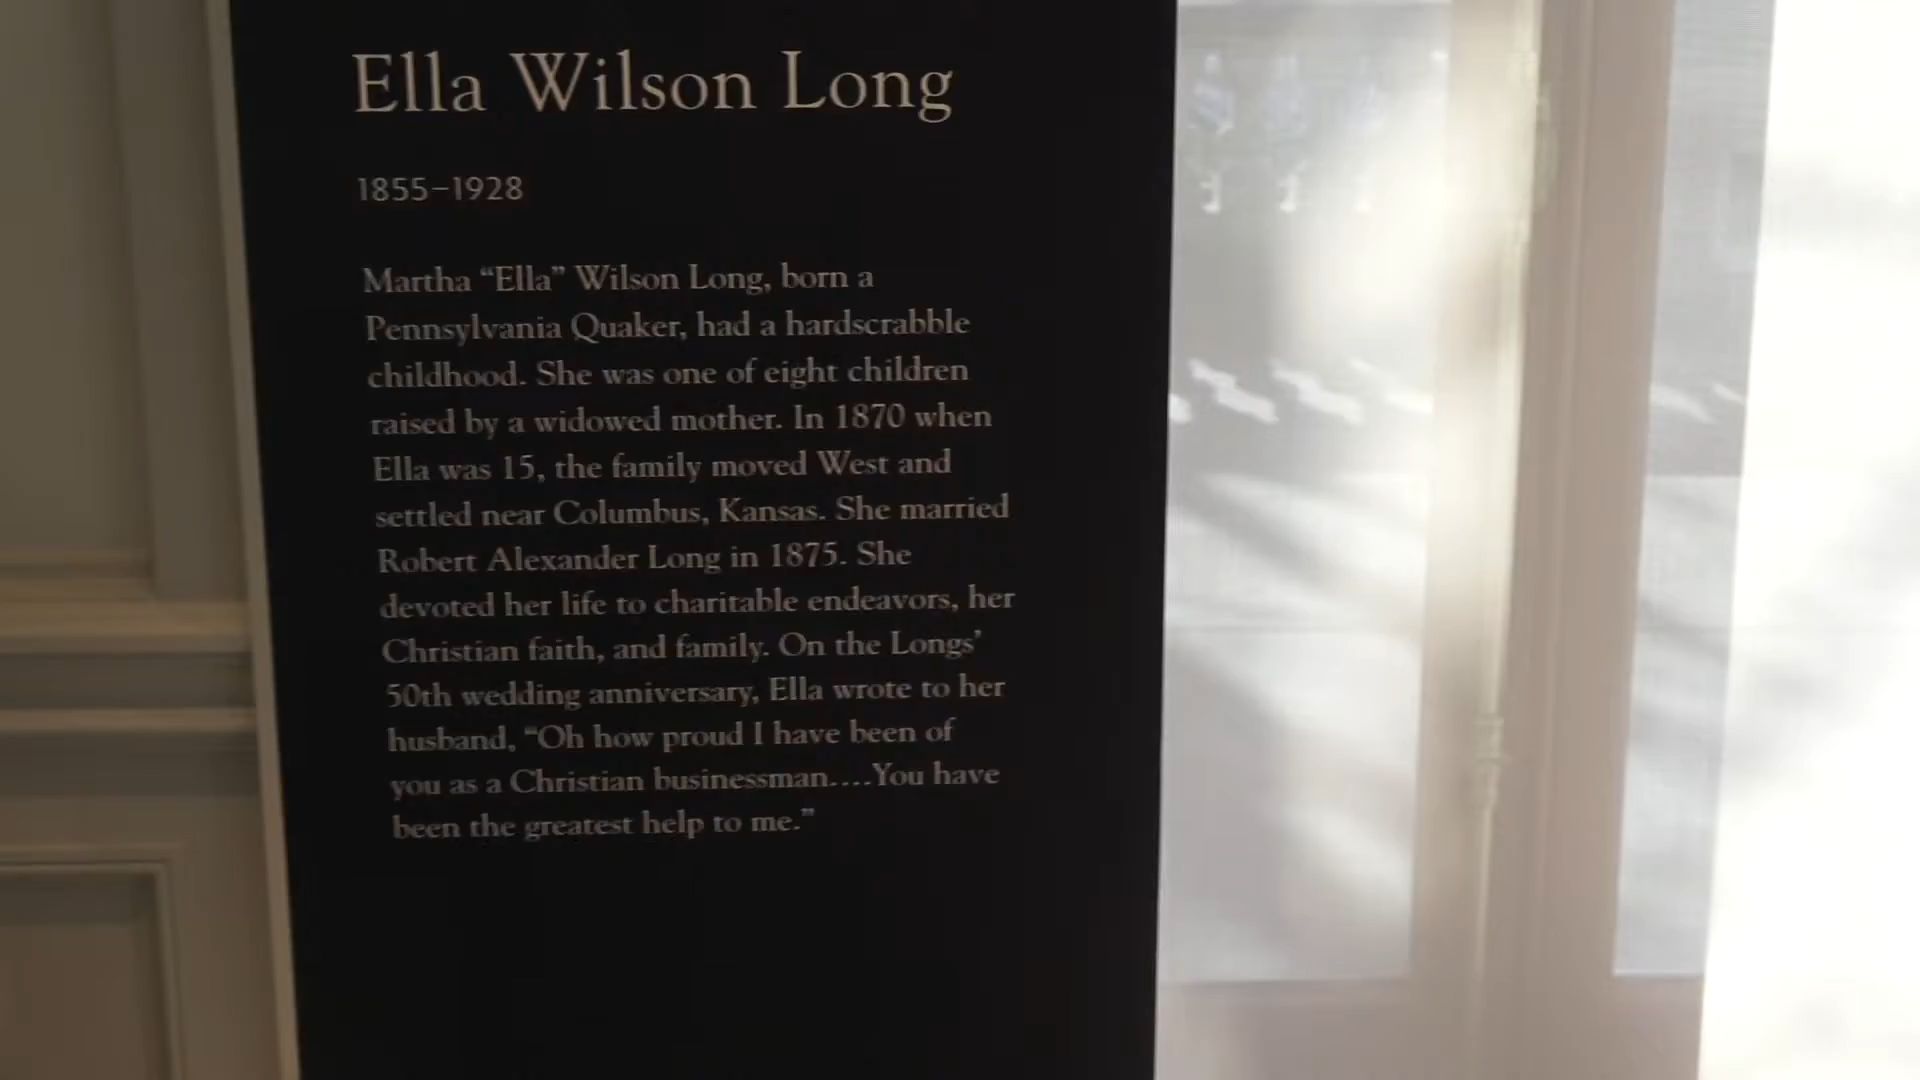 Ella Wilson Long
1855–1928
Martha “Ella” Wilson Long, born a
Pennsylvania Quaker, had a hardscrabble
childhood. She was one of eight children
raised by a widowed mother. In 1870 when
Ella was 15, the family moved West and
settled near Columbus, Kansas. She married
Robert Alexander Long in 1875. She
devoted her life to charitable endeavors, her
Christian faith, and family. On the Longs’
50th wedding anniversary, Ella wrote to her
husband, “Oh how proud I have been of
you as a Christian businessman....You have
been the greatest help to me.”